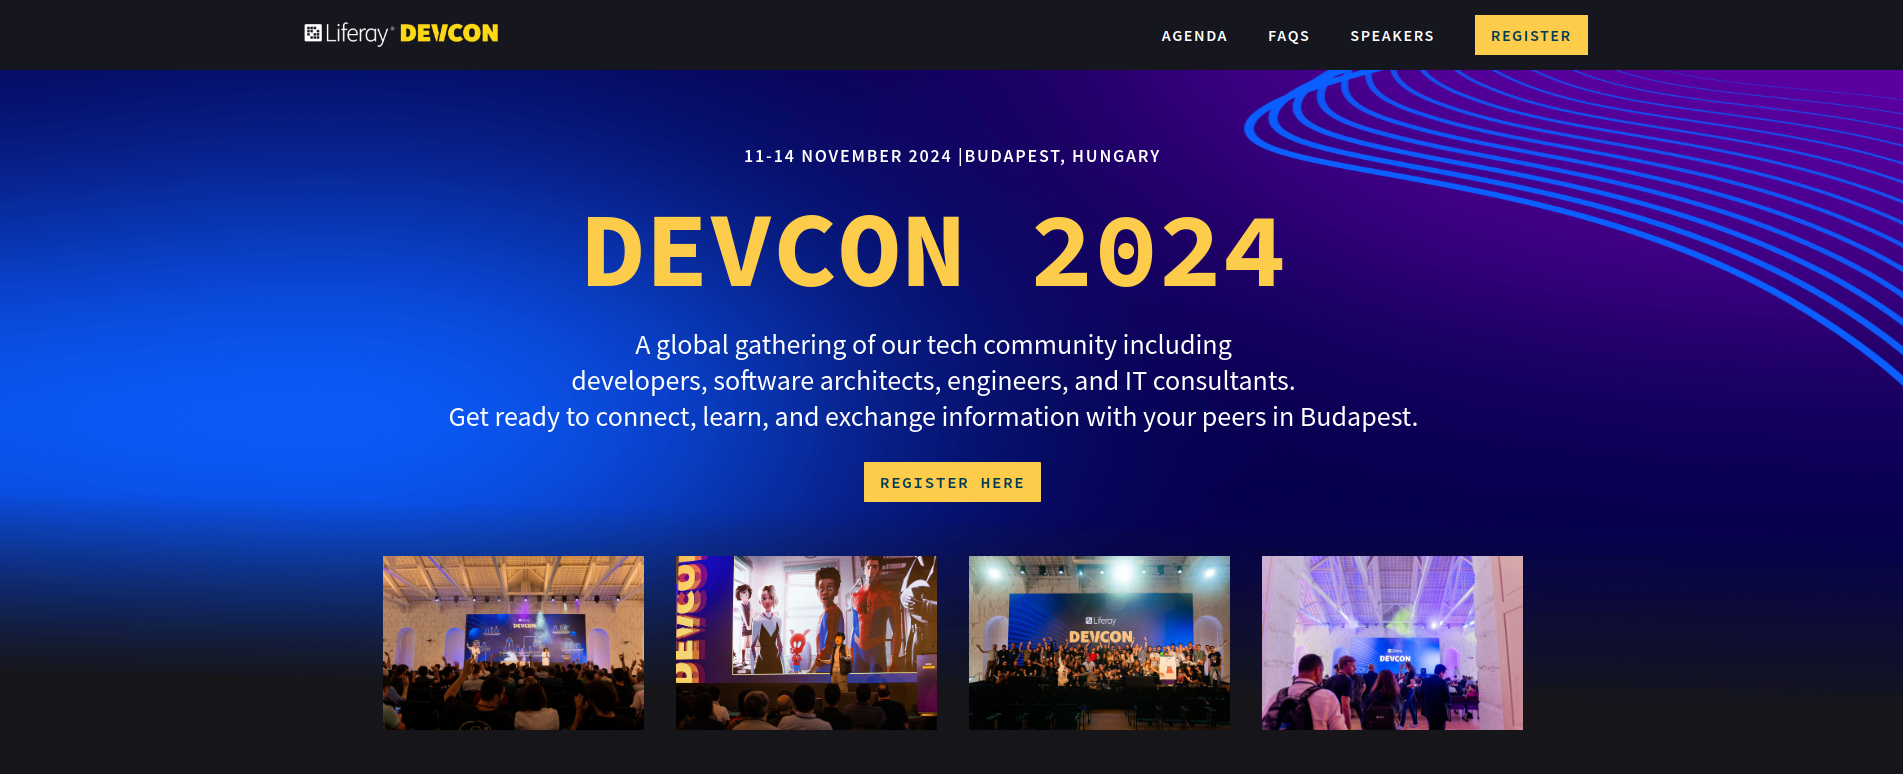 Liferay DEVCON
AGENDA
FAQS
SPEAKERS
REGISTER
11-14 NOVEMBER 2024 |BUDAPEST, HUNGARY
DEVCON 2024
A global gathering of our tech community including
developers, software architects, engineers, and IT consultants.
Get ready to connect, learn, and exchange information with your peers in Budapest.
REGISTER HERE
DEVCON
DEVCON
Liferay
DEVCON
DEVCON